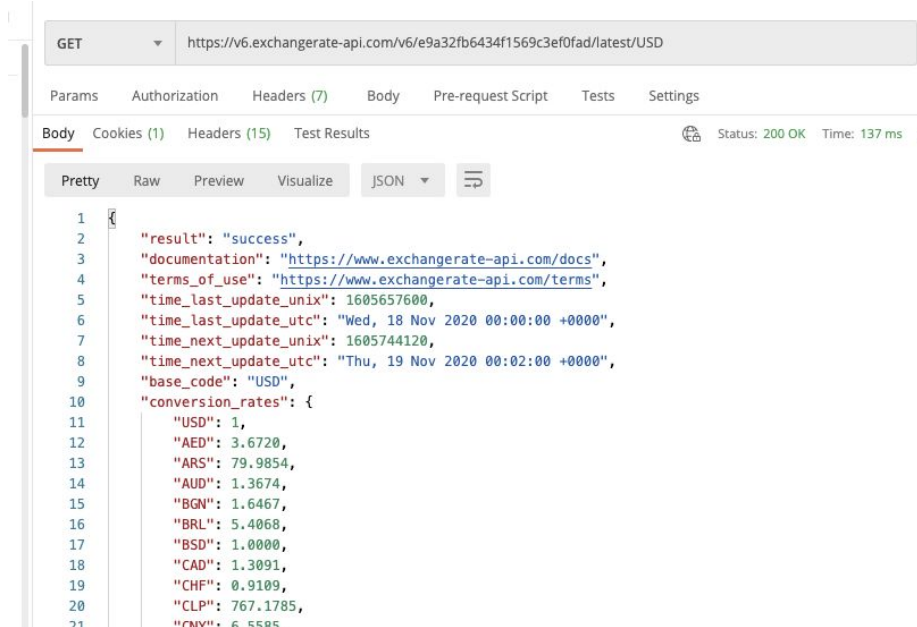 GET https://v6.exchangerate-api.com/v6/e9a32fb6434f1569c3ef0fad/latest/USD
Params Authorization Headers (7) Body Pre-request Script Tests Settings
Body Cookies (1) Headers (15) Test Results Status: 200 OK Time: 137 ms
Pretty Raw Preview Visualize JSON
1 {
2 "result": "success",
3 "documentation": "https://www.exchangerate-api.com/docs",
4 "terms_of_use": "https://www.exchangerate-api.com/terms",
5 "time_last_update_unix": 1605657600,
6 "time_last_update_utc": "Wed, 18 Nov 2020 00:00:00 +0000",
7 "time_next_update_unix": 1605744120,
8 "time_next_update_utc": "Thu, 19 Nov 2020 00:02:00 +0000",
9 "base_code": "USD",
10 "conversion_rates": {
11 "USD": 1,
12 "AED": 3.6720,
13 "ARS": 79.9854,
14 "AUD": 1.3674,
15 "BGN": 1.6467,
16 "BRL": 5.4068,
17 "BSD": 1.0000,
18 "CAD": 1.3091,
19 "CHF": 0.9109,
20 "CLP": 767.1785,
21 "CNY": 6.5585